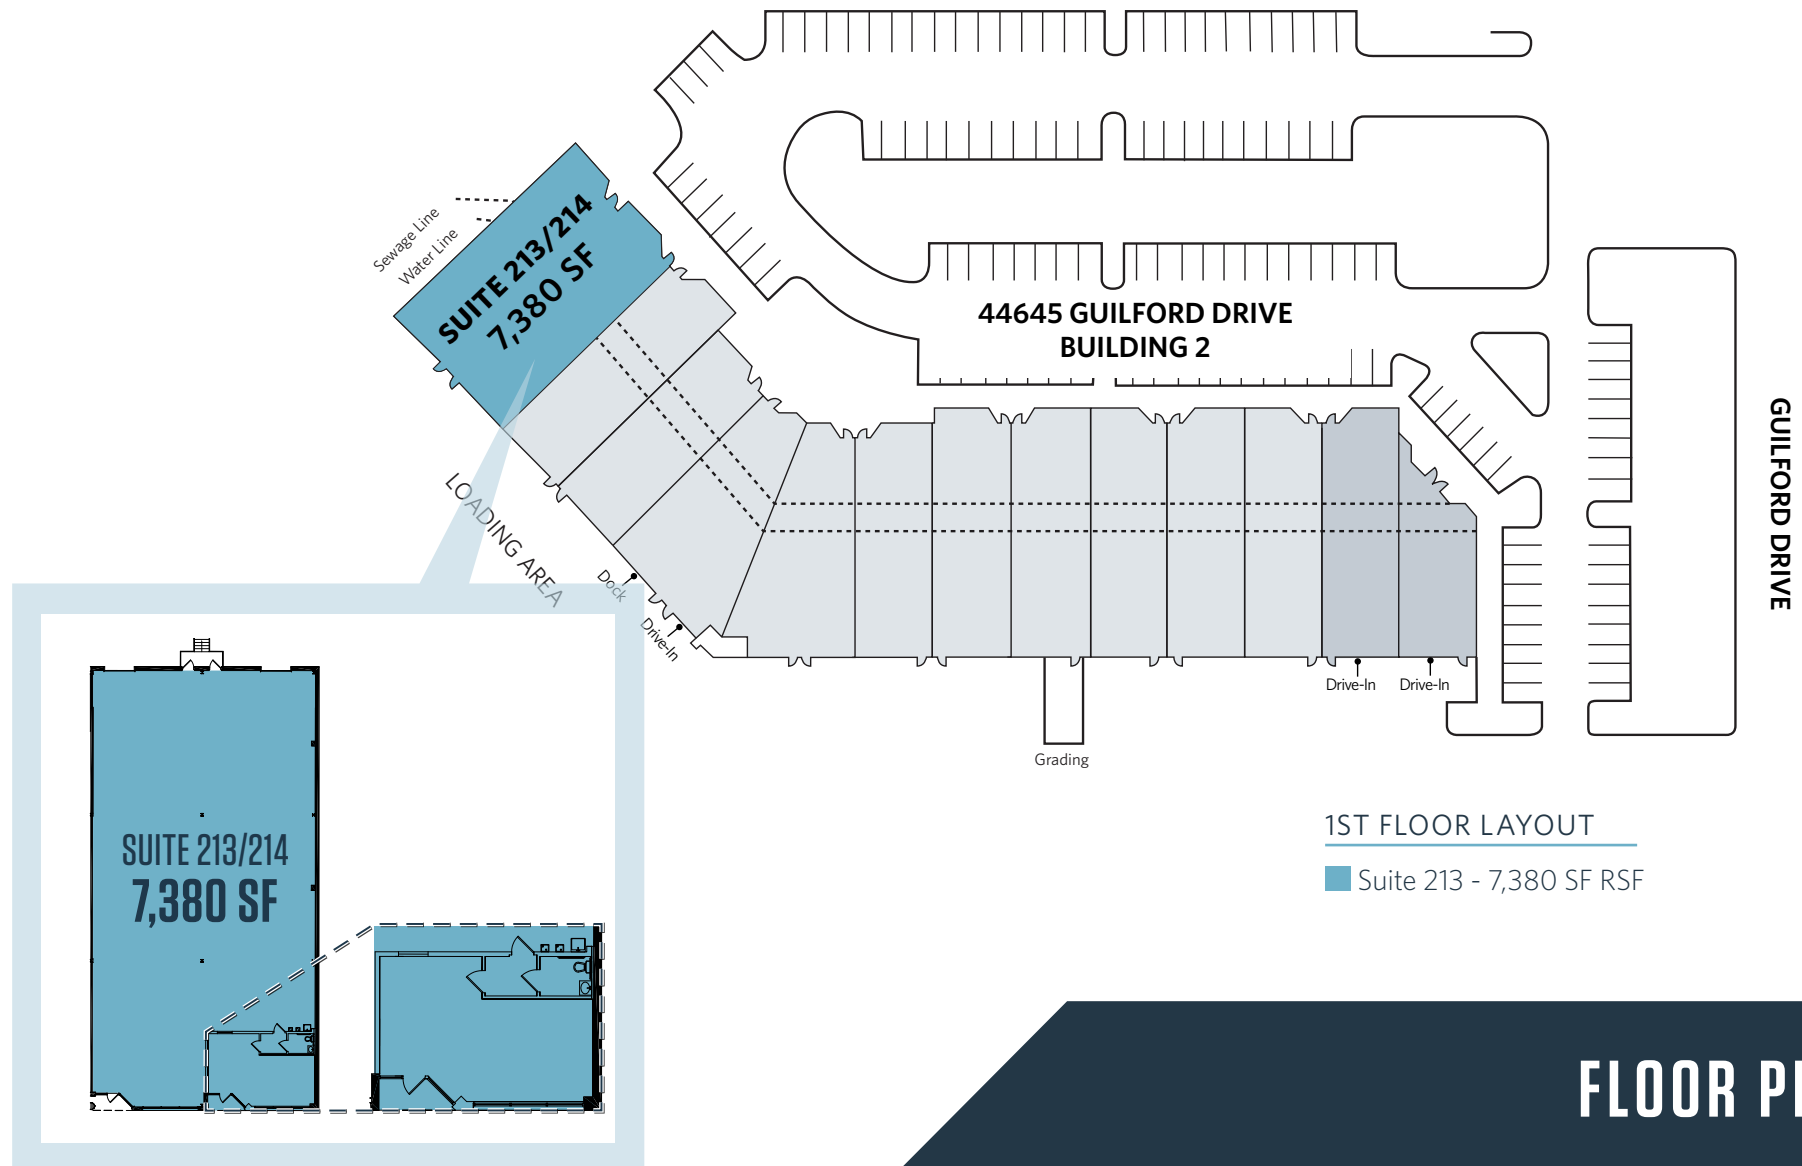 Sewage Line
Water Line
SUITE 213/214
7,380 SF
44645 GUILFORD DRIVE
BUILDING 2
GUILFORD DRIVE
LOADING AREA
Dock
Drive-In
Drive-In
Drive-In
Grading
SUITE 213/214
7,380 SF
1ST FLOOR LAYOUT
Suite 213 - 7,380 SF RSF
FLOOR